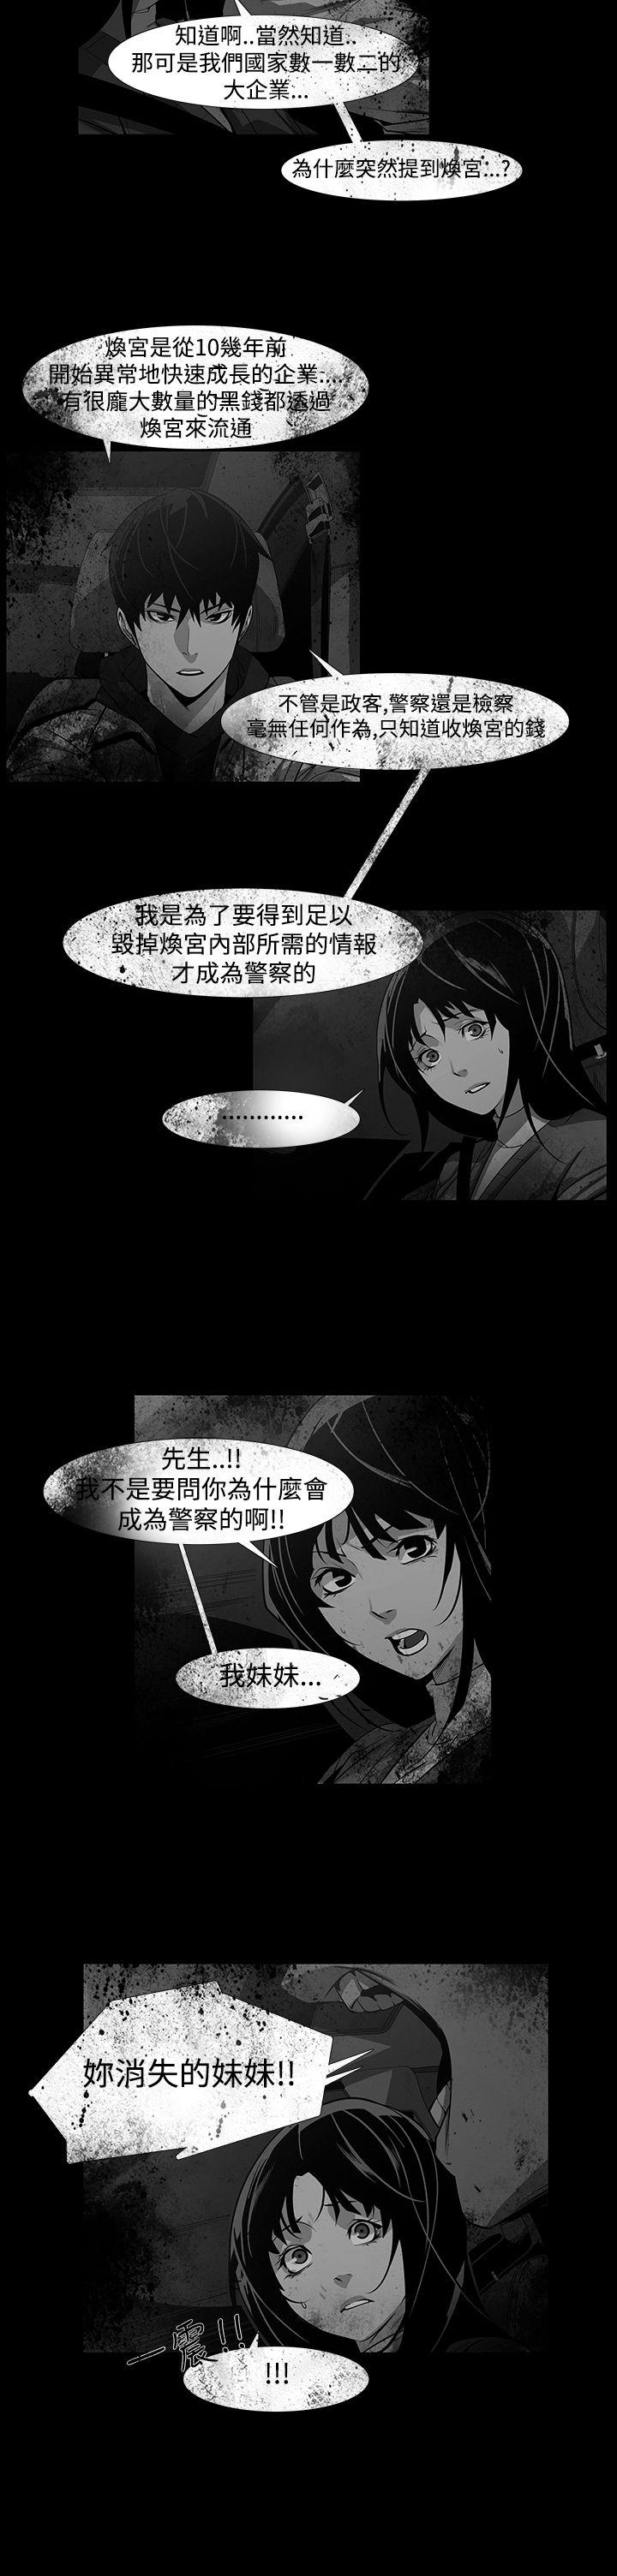 知道啊..當然知道..
那可是我們國家數一數二的
大企業...
為什麼突然提到煥宮...?
煥宮是從10幾年前
開始異常地快速成長的企業....
有很龐大數量的黑錢都透過
煥宮來流通
不管是政客,警察還是檢察
毫無任何作為,只知道收煥宮的錢
我是為了要得到足以
毀掉煥宮內部所需的情報
才成為警察的
............
先生..!!
我不是要問你為什麼會
成為警察的啊!!
我妹妹...
妳消失的妹妹!!
一震!!
!!!